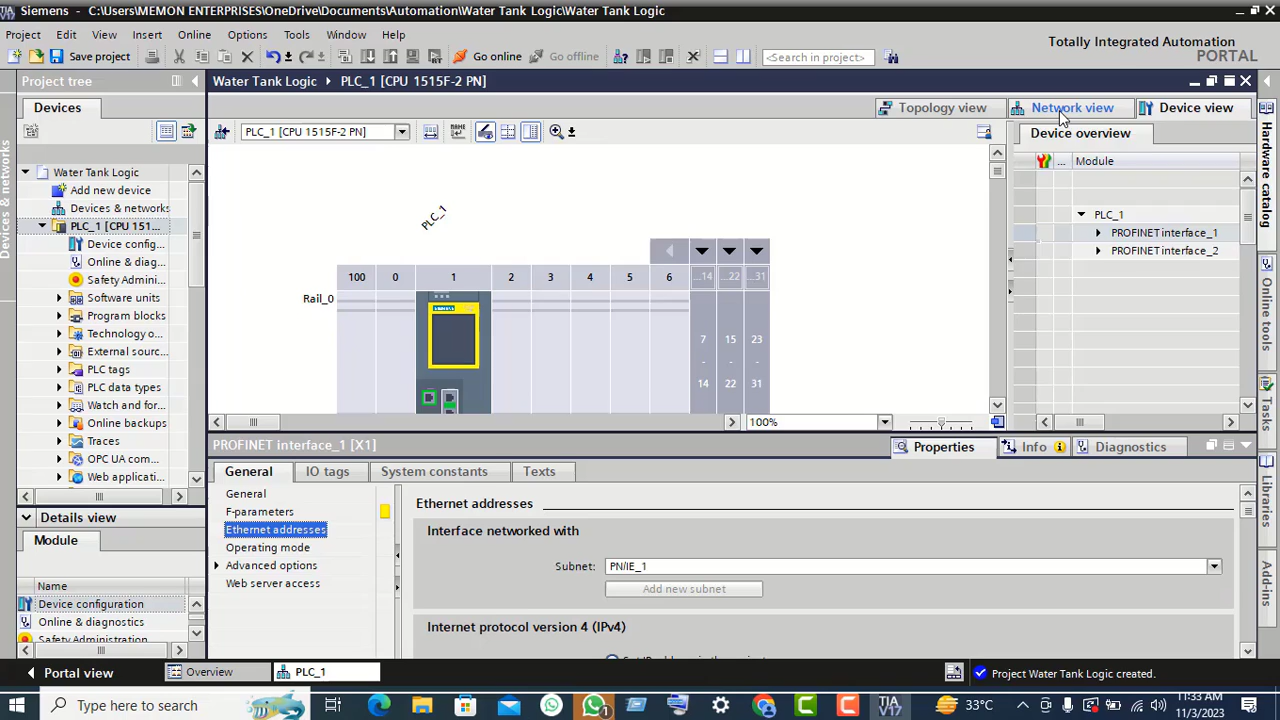 Siemens - C:\Users\MEMON ENTERPRISES\OneDrive\Documents\Automation\Water Tank Logic\Water Tank Logic
Project Edit View Insert Online Options Tools Window Help
Totally Integrated Automation
PORTAL
Save project
Go online
Go offline
<Search in project>
Project tree
Water Tank Logic
PLC_1 [CPU 1515F-2 PN]
Devices
Topology view
Network view
Device view
PLC_1 [CPU 1515F-2 PN]
Device overview
Devices & networks
Hardware catalog
Online tools
Tasks
Libraries
Add-ins
Water Tank Logic
Add new device
Devices & networks
PLC_1 [CPU 151...
Device config...
Online & diag...
Safety Admini...
Software units
Program blocks
Technology o...
External sourc...
PLC tags
PLC data types
Watch and for...
Online backups
Traces
OPC UA com...
Web applicati...
PLC_1
100 0 1 2 3 4 5 6 ...14 ...22 ...31
Rail_0
SIEMENS
7 15 23
- - -
14 22 31
100%
... Module
PLC_1
PROFINET interface_1
PROFINET interface_2
Details view
Module
Name
Device configuration
Online & diagnostics
Safety Administration
PROFINET interface_1 [X1]
Properties
Info
Diagnostics
General
IO tags
System constants
Texts
General
F-parameters
Ethernet addresses
Operating mode
Advanced options
Web server access
Ethernet addresses
Interface networked with
Subnet: PN/IE_1
Add new subnet
Internet protocol version 4 (IPv4)
Portal view
Overview
PLC_1
Project Water Tank Logic created.
Type here to search
1
TIA V17
33°C
11:33 AM
11/3/2023